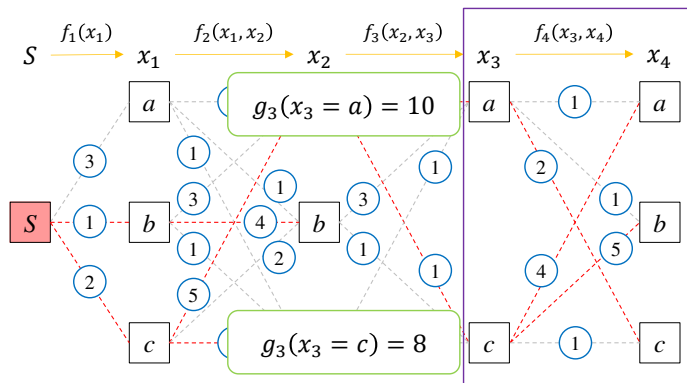 f₁(x₁) f₂(x₁, x₂) f₃(x₂, x₃) f₄(x₃, x₄)
S x₁ x₂ x₃ x₄
a g₃(x₃ = a) = 10 a 1 a
3 1 1 1 2
3 3 1
S 1 b 4 b b
1 2 1 5
2 5 1 4
c g₃(x₃ = c) = 8 c 1 c